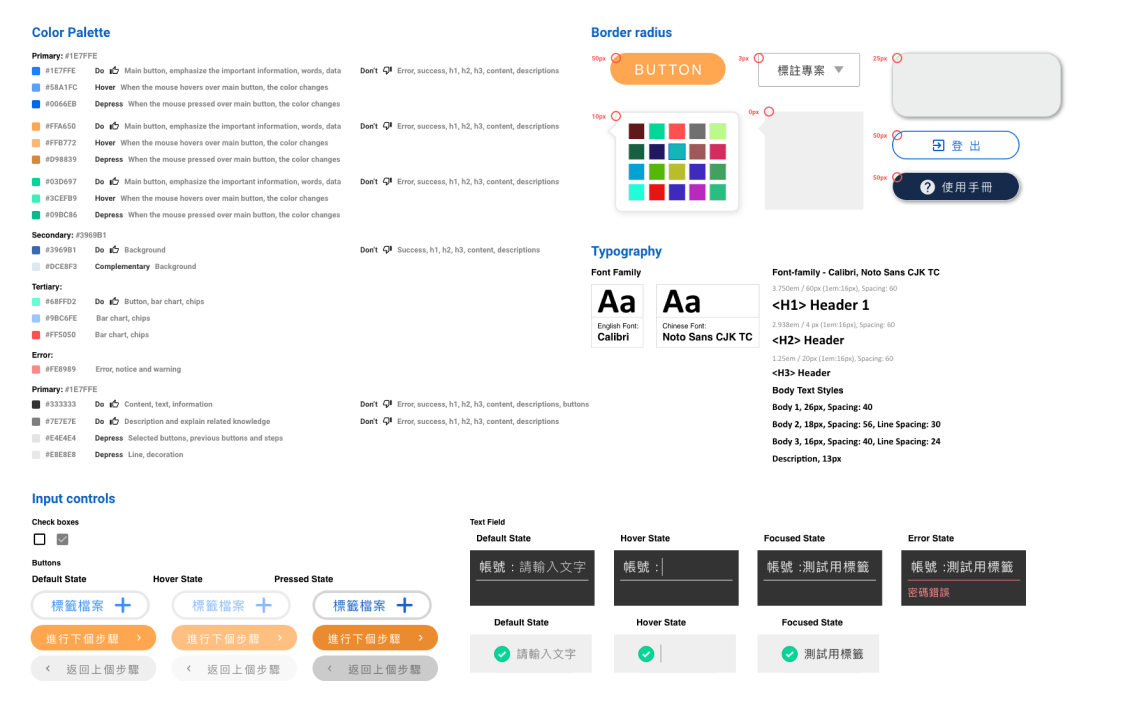 Color Palette
Primary: #1E7FFE
#1E7FFE Do Main button, emphasize the important information, words, data Don't Error, success, h1, h2, h3, content, descriptions
#58A1FC Hover When the mouse hovers over main button, the color changes
#0066EB Depress When the mouse pressed over main button, the color changes
#FFA650 Do Main button, emphasize the important information, words, data Don't Error, success, h1, h2, h3, content, descriptions
#FFB772 Hover When the mouse hovers over main button, the color changes
#D98839 Depress When the mouse pressed over main button, the color changes
#03D697 Do Main button, emphasize the important information, words, data Don't Error, success, h1, h2, h3, content, descriptions
#3CEFB9 Hover When the mouse hovers over main button, the color changes
#09BC86 Depress When the mouse pressed over main button, the color changes
Secondary: #3969B1
#3969B1 Do Background Don't Success, h1, h2, h3, content, descriptions
#DCE8F3 Complementary Background
Tertiary:
#68FFD2 Do Button, bar chart, chips
#9BC6FE Bar chart, chips
#FF5050 Bar chart, chips
Error:
#FE8989 Error, notice and warning
Primary: #1E7FFE
#333333 Do Content, text, information Don't Error, success, h1, h2, h3, content, descriptions, buttons
#7E7E7E Do Description and explain related knowledge Don't Error, success, h1, h2, h3, content, descriptions
#E4E4E4 Depress Selected buttons, previous buttons and steps
#E8E8E8 Depress Line, decoration
Border radius
50px BUTTON
3px 標註專案
25px
10px
0px
50px 登出
50px 使用手冊
Typography
Font Family
Aa
English Font:
Calibri
Aa
Chinese Font:
Noto Sans CJK TC
Font-family - Calibri, Noto Sans CJK TC
3.750em / 60px (1em:16px), Spacing: 60
<H1> Header 1
2.938em / 4 px (1em:16px), Spacing: 60
<H2> Header
1.25em / 20px (1em:16px), Spacing: 60
<H3> Header
Body Text Styles
Body 1, 26px, Spacing: 40
Body 2, 18px, Spacing: 56, Line Spacing: 30
Body 3, 16px, Spacing: 40, Line Spacing: 24
Description, 13px
Input controls
Check boxes
Buttons
Default State Hover State Pressed State
標籤檔案 標籤檔案 標籤檔案
進行下個步驟 進行下個步驟 進行下個步驟
返回上個步驟 返回上個步驟 返回上個步驟
Text Field
Default State Hover State Focused State Error State
帳號：請輸入文字 帳號： 帳號：測試用標籤 帳號：測試用標籤
密碼錯誤
Default State Hover State Focused State
請輸入文字 測試用標籤